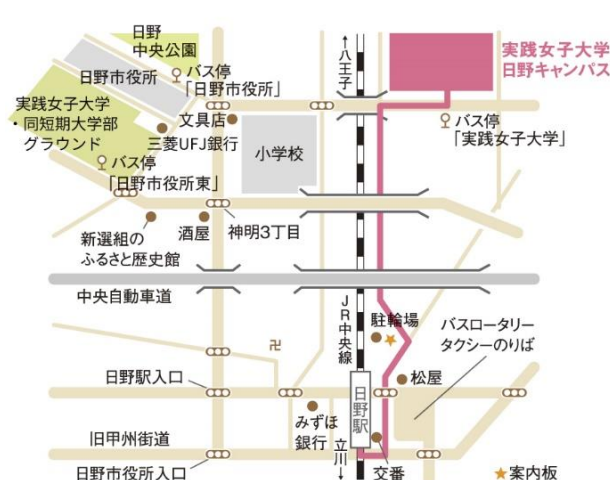 日野
中央公園
日野市役所
バス停
「日野市役所」
↑八王子
実践女子大学
日野キャンパス
実践女子大学
・同短期大学部
グラウンド
文具店
三菱UFJ銀行
バス停
「日野市役所東」
小学校
バス停
「実践女子大学」
新選組の
ふるさと歴史館
酒屋
神明3丁目
中央自動車道
JR中央線
駐輪場
バスロータリー
タクシーのりば
卍
日野駅入口
松屋
日野駅
みずほ
銀行
旧甲州街道
立川↓
交番
日野市役所入口
★案内板